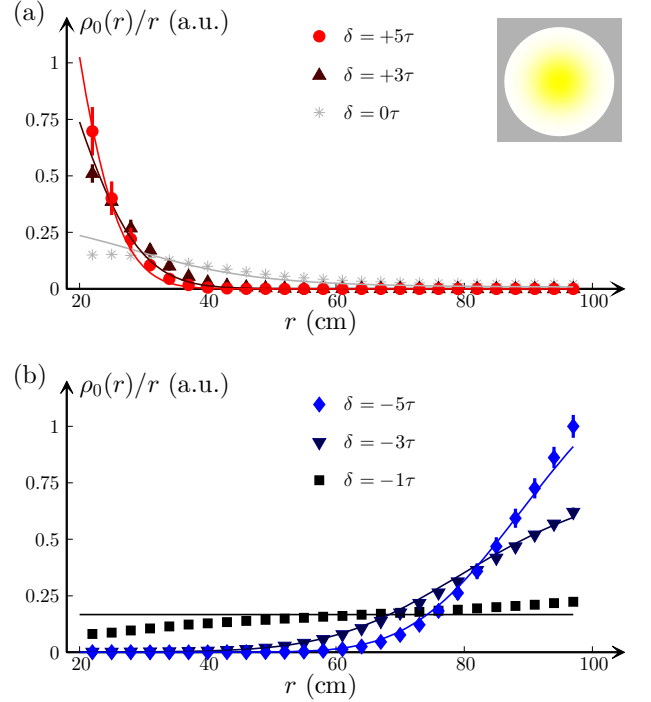 (a)
ρ₀(r)/r (a.u.)
δ = +5τ
δ = +3τ
δ = 0τ
1
0.75
0.5
0.25
0
20 40 60 80 100
r (cm)
(b)
ρ₀(r)/r (a.u.)
δ = −5τ
δ = −3τ
δ = −1τ
1
0.75
0.5
0.25
0
20 40 60 80 100
r (cm)